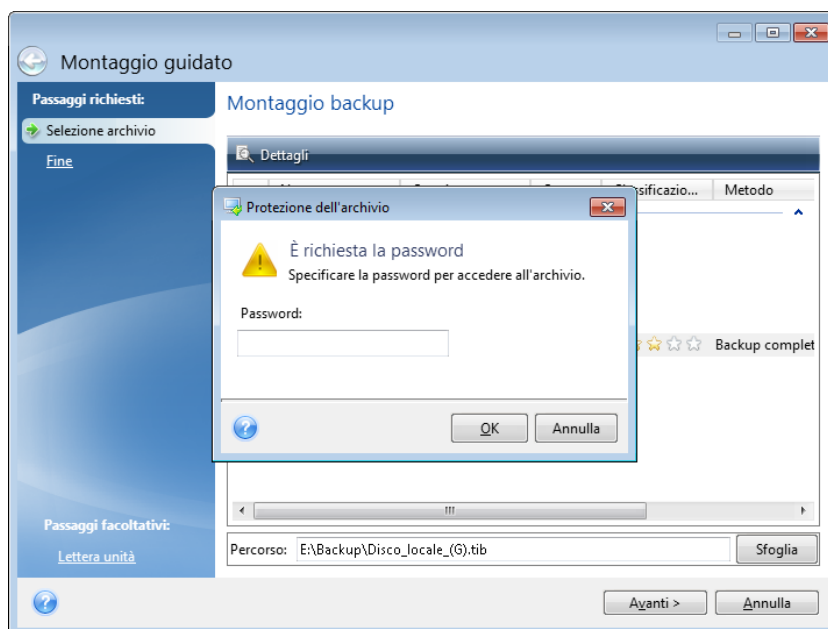 Montaggio guidato
Passaggi richiesti:
Selezione archivio
Fine
Montaggio backup
Dettagli
Metodo
Protezione dell'archivio
È richiesta la password
Specificare la password per accedere all'archivio.
Password:
OK Annulla
Backup complet
Passaggi facoltativi:
Lettera unità
Percorso: E:\Backup\Disco_locale_(G).tib Sfoglia
Avanti > Annulla